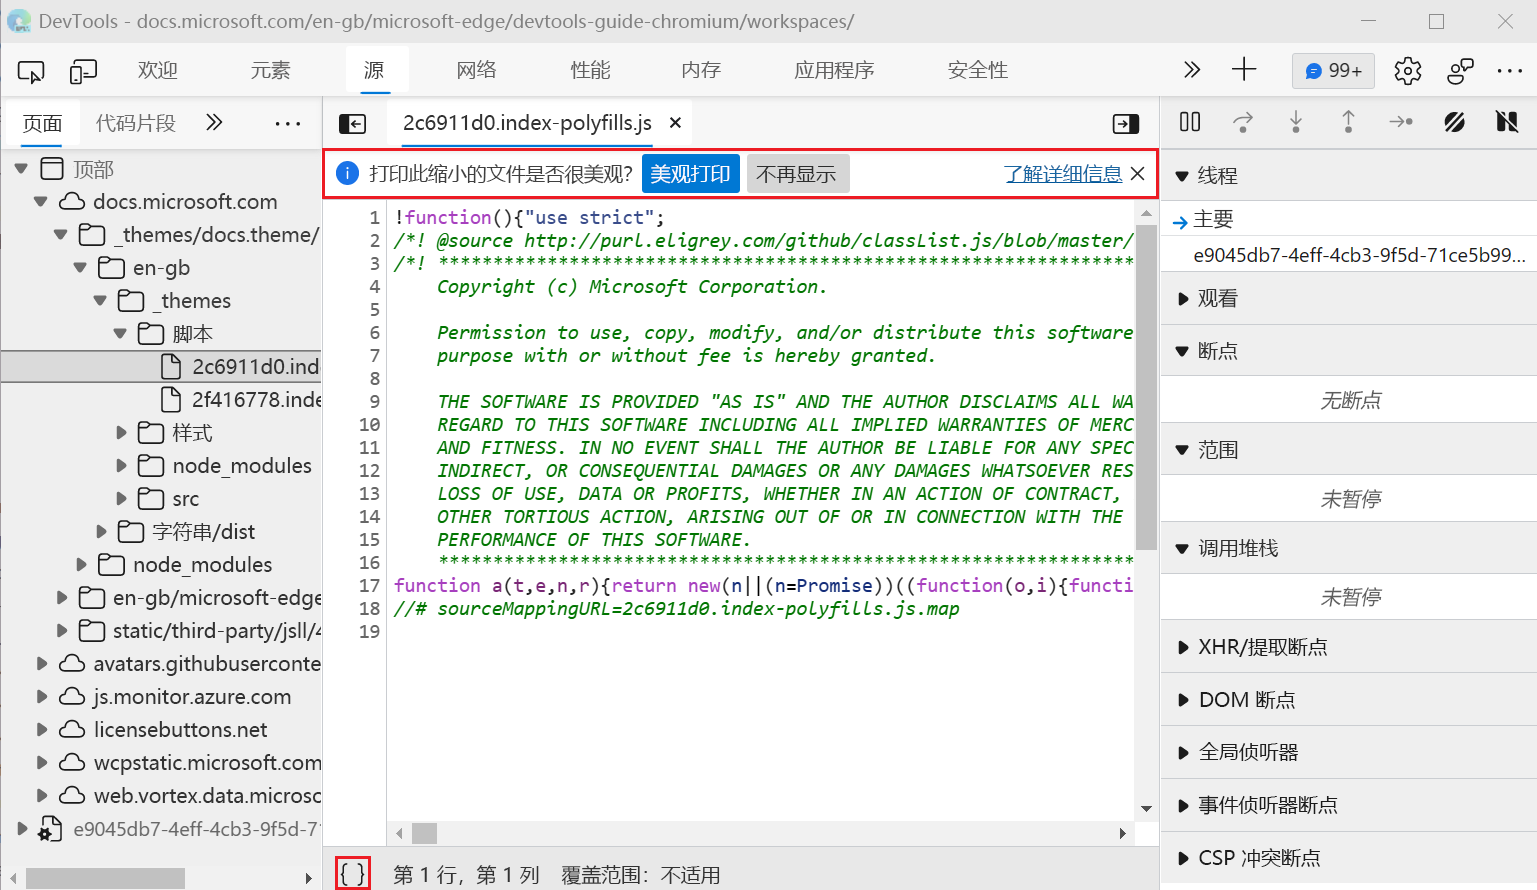 DevTools - docs.microsoft.com/en-gb/microsoft-edge/devtools-guide-chromium/workspaces/
欢迎 元素 源 网络 性能 内存 应用程序 安全性 99+
页面 代码片段
2c6911d0.index-polyfills.js
打印此缩小的文件是否很美观? 美观打印 不再显示 了解详细信息
顶部
docs.microsoft.com
_themes/docs.theme/
en-gb
_themes
脚本
2c6911d0.ind
2f416778.inde
样式
node_modules
src
字符串/dist
node_modules
en-gb/microsoft-edge
static/third-party/jsll/4
avatars.githubuserconte
js.monitor.azure.com
licensebuttons.net
wcpstatic.microsoft.com
web.vortex.data.microso
e9045db7-4eff-4cb3-9f5d-71
1 !function(){"use strict";
2 /*! @source http://purl.eligrey.com/github/classList.js/blob/master/
3 /*! *****************************************************************
4 Copyright (c) Microsoft Corporation.
5
6 Permission to use, copy, modify, and/or distribute this software
7 purpose with or without fee is hereby granted.
8
9 THE SOFTWARE IS PROVIDED "AS IS" AND THE AUTHOR DISCLAIMS ALL WA
10 REGARD TO THIS SOFTWARE INCLUDING ALL IMPLIED WARRANTIES OF MERC
11 AND FITNESS. IN NO EVENT SHALL THE AUTHOR BE LIABLE FOR ANY SPEC
12 INDIRECT, OR CONSEQUENTIAL DAMAGES OR ANY DAMAGES WHATSOEVER RES
13 LOSS OF USE, DATA OR PROFITS, WHETHER IN AN ACTION OF CONTRACT,
14 OTHER TORTIOUS ACTION, ARISING OUT OF OR IN CONNECTION WITH THE
15 PERFORMANCE OF THIS SOFTWARE.
16 *****************************************************************
17 function a(t,e,n,r){return new(n||(n=Promise))((function(o,i){functi
18 //# sourceMappingURL=2c6911d0.index-polyfills.js.map
19
{ } 第 1 行，第 1 列 覆盖范围：不适用
线程
主要
e9045db7-4eff-4cb3-9f5d-71ce5b99...
观看
断点
无断点
范围
未暂停
调用堆栈
未暂停
XHR/提取断点
DOM 断点
全局侦听器
事件侦听器断点
CSP 冲突断点